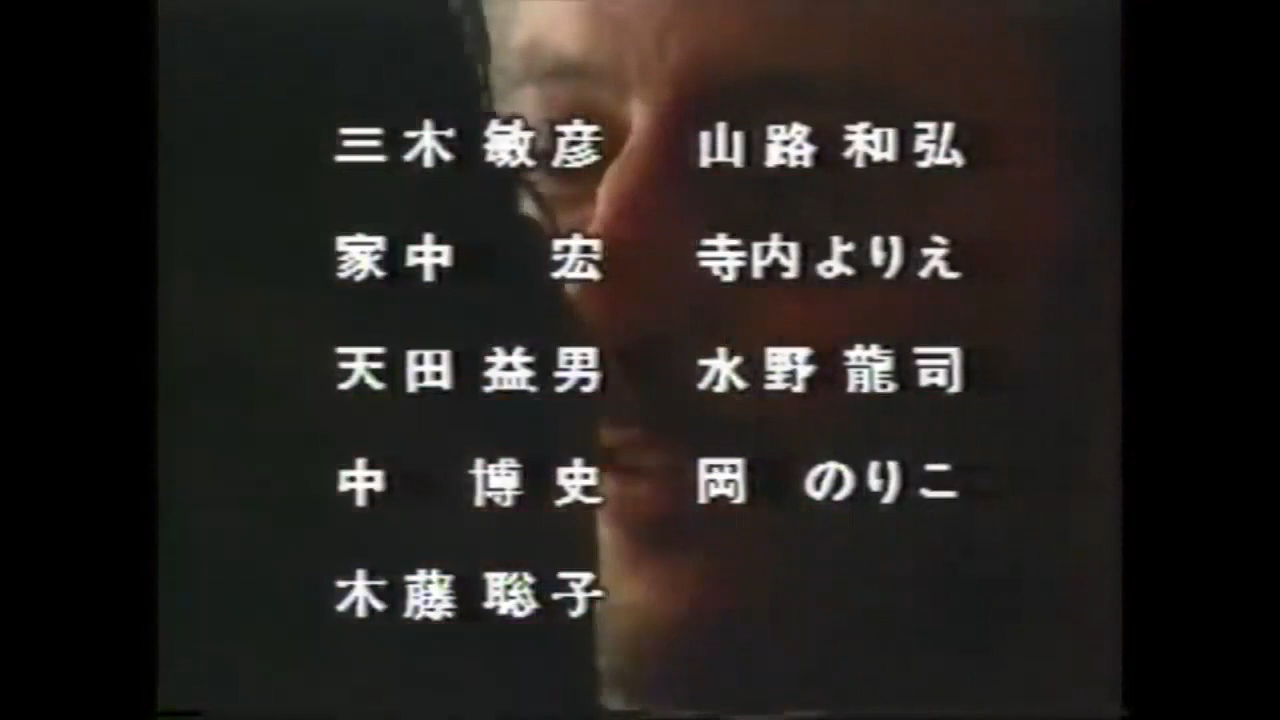 三木 敏彦 山路 和弘
家中 宏 寺内よりえ
天田 益男 水野 龍司
中 博史 岡 のりこ
木藤 聡子